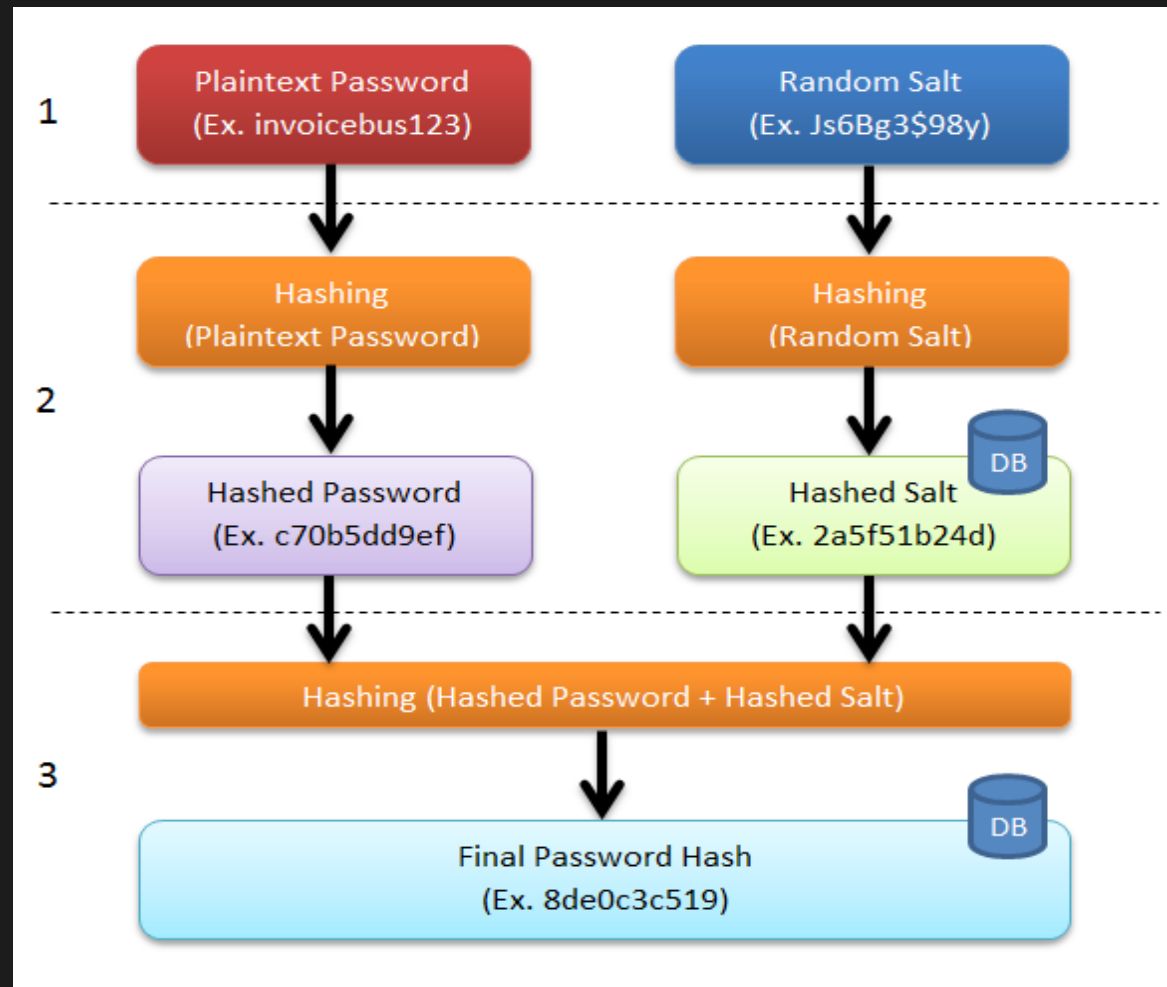 1
Plaintext Password
(Ex. invoicebus123)
Random Salt
(Ex. Js6Bg3$98y)
2
Hashing
(Plaintext Password)
Hashing
(Random Salt)
Hashed Password
(Ex. c70b5dd9ef)
DB
Hashed Salt
(Ex. 2a5f51b24d)
3
Hashing (Hashed Password + Hashed Salt)
DB
Final Password Hash
(Ex. 8de0c3c519)